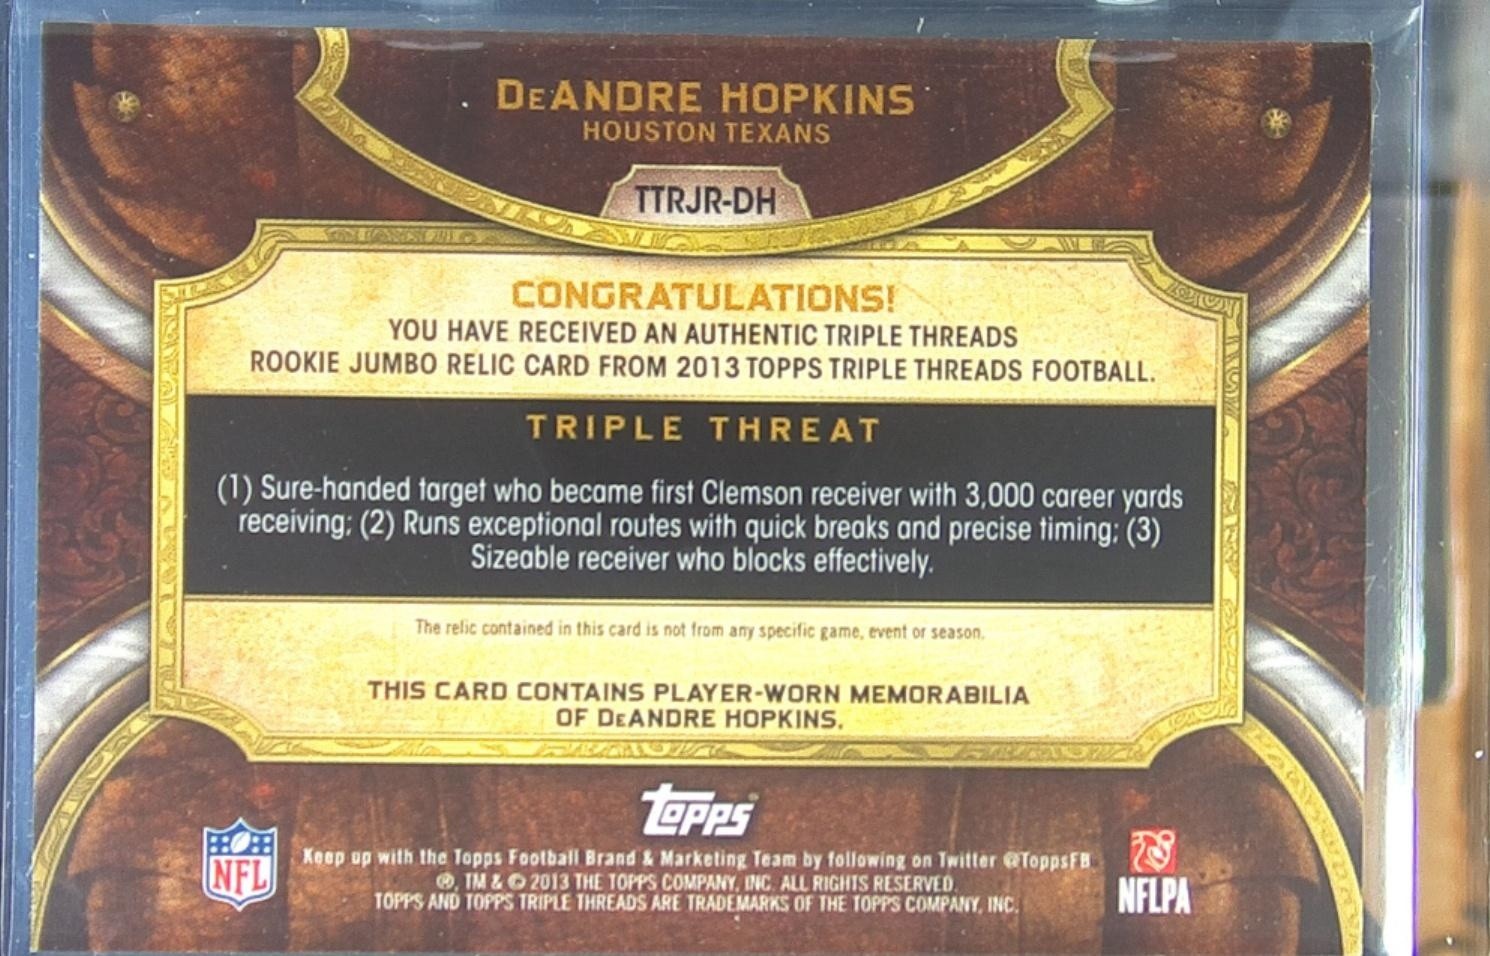 DeANDRE HOPKINS
HOUSTON TEXANS
TTRJR-DH
CONGRATULATIONS!
YOU HAVE RECEIVED AN AUTHENTIC TRIPLE THREADS
ROOKIE JUMBO RELIC CARD FROM 2013 TOPPS TRIPLE THREADS FOOTBALL.
TRIPLE THREAT
(1) Sure-handed target who became first Clemson receiver with 3,000 career yards
receiving; (2) Runs exceptional routes with quick breaks and precise timing; (3)
Sizeable receiver who blocks effectively.
The relic contained in this card is not from any specific game, event or season.
THIS CARD CONTAINS PLAYER-WORN MEMORABILIA
OF DeANDRE HOPKINS.
Topps
NFL
Keep up with the Topps Football Brand & Marketing Team by following on Twitter @ToppsFB
®, TM & © 2013 THE TOPPS COMPANY, INC. ALL RIGHTS RESERVED.
TOPPS AND TOPPS TRIPLE THREADS ARE TRADEMARKS OF THE TOPPS COMPANY, INC.
NFLPA